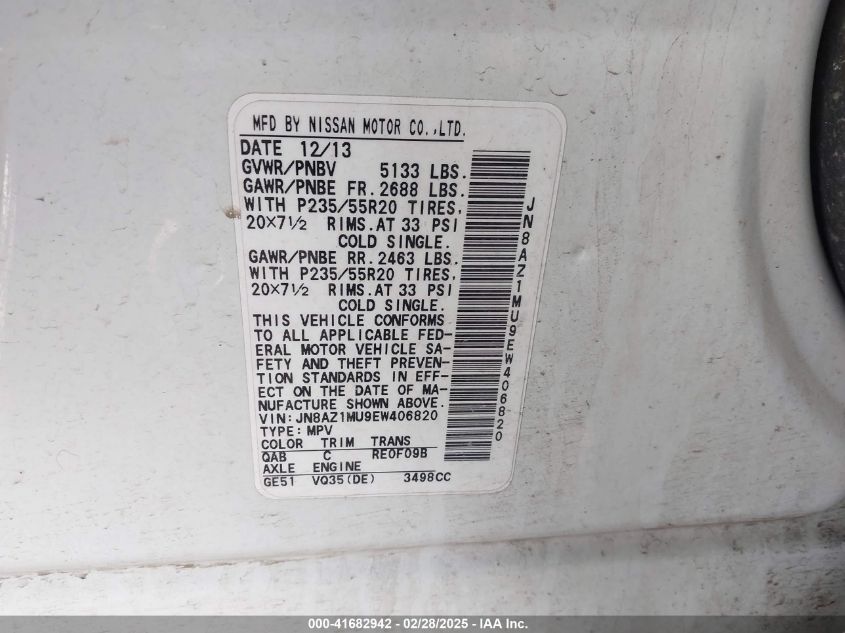 MFD BY NISSAN MOTOR CO.,LTD.
DATE 12/13
GVWR/PNBV 5133 LBS.
GAWR/PNBE FR. 2688 LBS.
WITH P235/55R20 TIRES,
20×7½ RIMS. AT 33 PSI
COLD SINGLE.
GAWR/PNBE RR. 2463 LBS.
WITH P235/55R20 TIRES,
20×7½ RIMS. AT 33 PSI
COLD SINGLE.
THIS VEHICLE CONFORMS
TO ALL APPLICABLE FED-
ERAL MOTOR VEHICLE SA-
FETY AND THEFT PREVEN-
TION STANDARDS IN EFF-
ECT ON THE DATE OF MA-
NUFACTURE SHOWN ABOVE.
VIN:JN8AZ1MU9EW406820
TYPE:MPV
COLOR TRIM TRANS
QAB C RE0F09B
AXLE ENGINE
GE51 VQ35(DE) 3498CC
JN8AZ1MU9EW406820
000-41682942 - 02/28/2025 - IAA Inc.